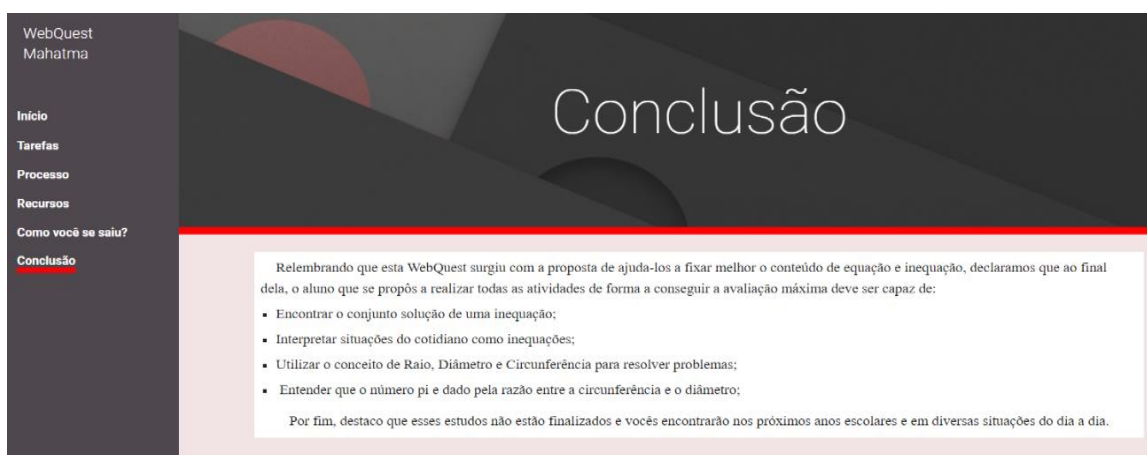 WebQuest
Mahatma
Início
Tarefas
Processo
Recursos
Como você se saiu?
Conclusão
Conclusão
Relembrando que esta WebQuest surgiu com a proposta de ajuda-los a fixar melhor o conteúdo de equação e inequação, declaramos que ao final
dela, o aluno que se propôs a realizar todas as atividades de forma a conseguir a avaliação máxima deve ser capaz de:
▪ Encontrar o conjunto solução de uma inequação;
▪ Interpretar situações do cotidiano como inequações;
▪ Utilizar o conceito de Raio, Diâmetro e Circunferência para resolver problemas;
▪ Entender que o número pi e dado pela razão entre a circunferência e o diâmetro;
Por fim, destaco que esses estudos não estão finalizados e vocês encontrarão nos próximos anos escolares e em diversas situações do dia a dia.